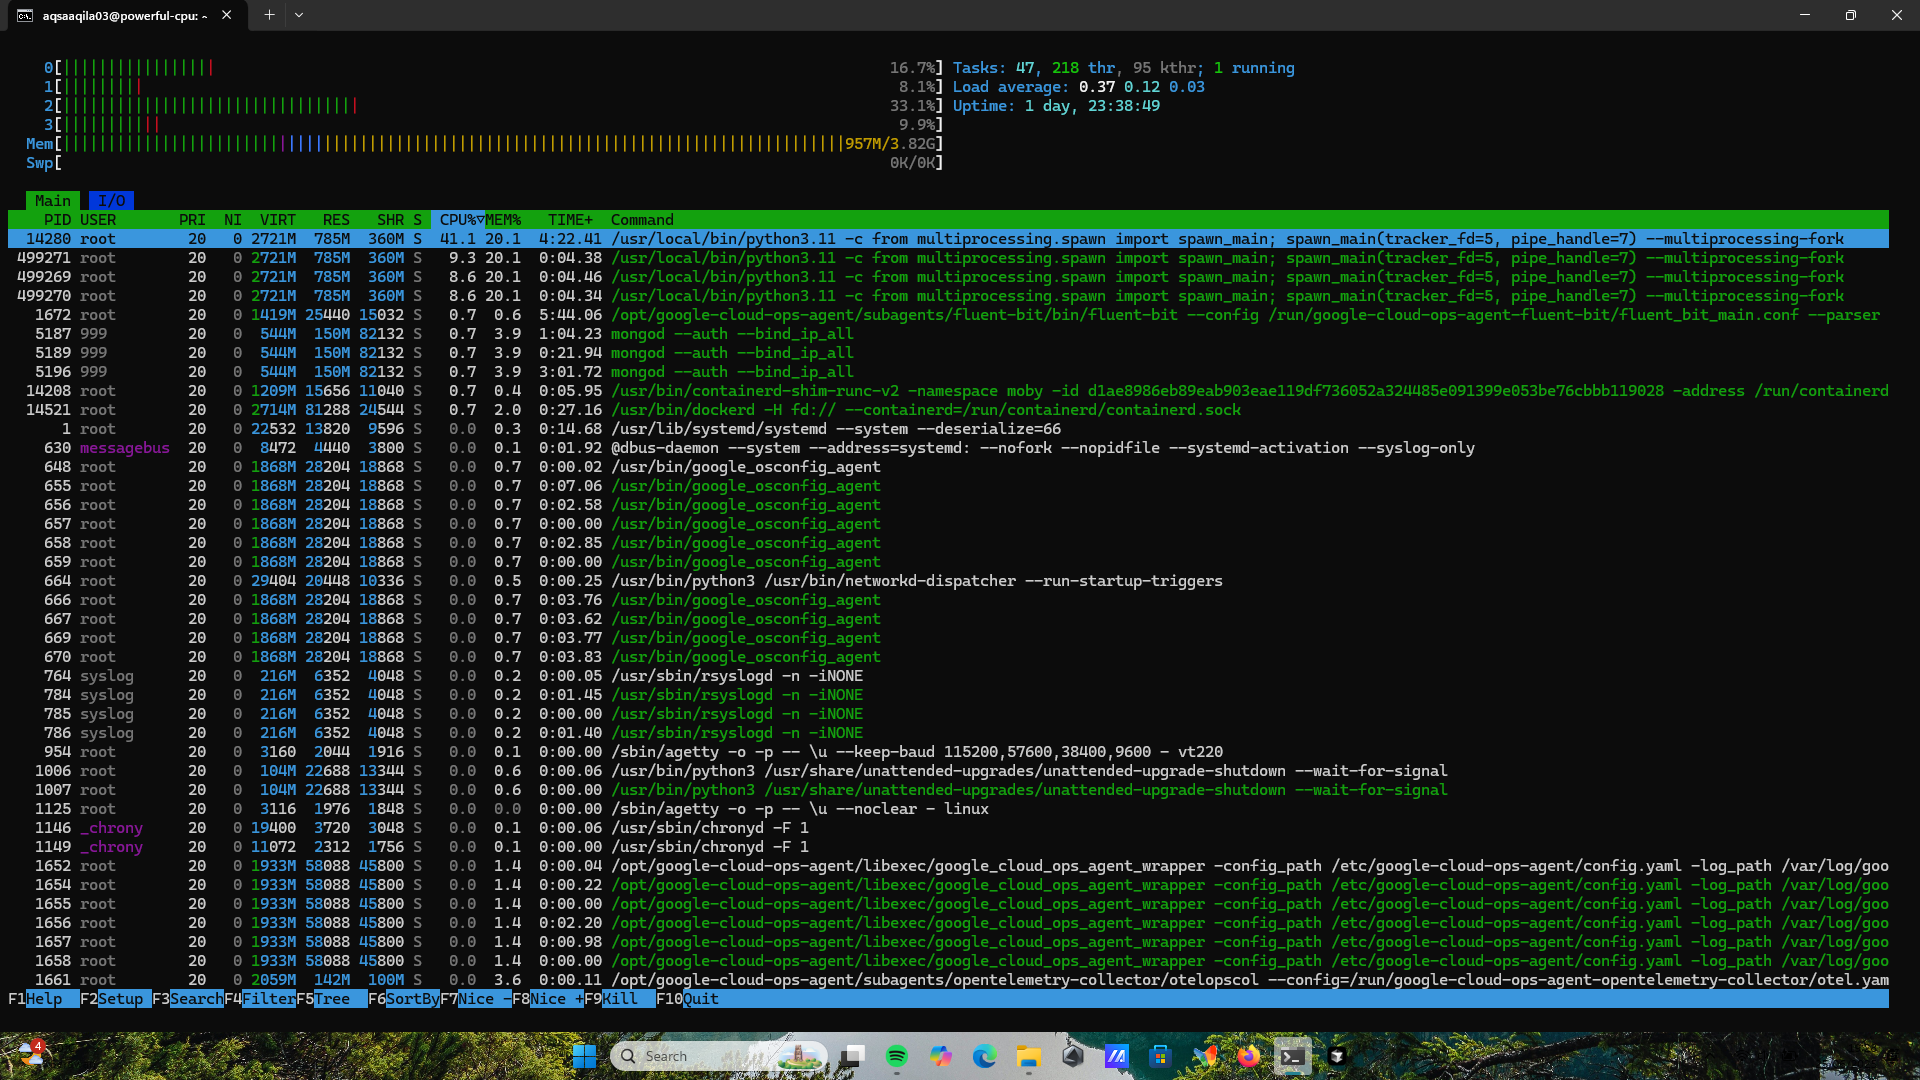 aqsaaqila03@powerful-cpu: ~
0[ 16.7%] Tasks: 47, 218 thr, 95 kthr; 1 running
1[ 8.1%] Load average: 0.37 0.12 0.03
2[ 33.1%] Uptime: 1 day, 23:38:49
3[ 9.9%]
Mem[ 957M/3.82G]
Swp[ 0K/0K]
Main I/O
PID USER PRI NI VIRT RES SHR S CPU%▽MEM% TIME+ Command
14280 root 20 0 2721M 785M 360M S 41.1 20.1 4:22.41 /usr/local/bin/python3.11 -c from multiprocessing.spawn import spawn_main; spawn_main(tracker_fd=5, pipe_handle=7) --multiprocessing-fork
499271 root 20 0 2721M 785M 360M S 9.3 20.1 0:04.38 /usr/local/bin/python3.11 -c from multiprocessing.spawn import spawn_main; spawn_main(tracker_fd=5, pipe_handle=7) --multiprocessing-fork
499269 root 20 0 2721M 785M 360M S 8.6 20.1 0:04.46 /usr/local/bin/python3.11 -c from multiprocessing.spawn import spawn_main; spawn_main(tracker_fd=5, pipe_handle=7) --multiprocessing-fork
499270 root 20 0 2721M 785M 360M S 8.6 20.1 0:04.34 /usr/local/bin/python3.11 -c from multiprocessing.spawn import spawn_main; spawn_main(tracker_fd=5, pipe_handle=7) --multiprocessing-fork
1672 root 20 0 1419M 25440 15032 S 0.7 0.6 5:44.06 /opt/google-cloud-ops-agent/subagents/fluent-bit/bin/fluent-bit --config /run/google-cloud-ops-agent-fluent-bit/fluent_bit_main.conf --parser
5187 999 20 0 544M 150M 82132 S 0.7 3.9 1:04.23 mongod --auth --bind_ip_all
5189 999 20 0 544M 150M 82132 S 0.7 3.9 0:21.94 mongod --auth --bind_ip_all
5196 999 20 0 544M 150M 82132 S 0.7 3.9 3:01.72 mongod --auth --bind_ip_all
14208 root 20 0 1209M 15656 11040 S 0.7 0.4 0:05.95 /usr/bin/containerd-shim-runc-v2 -namespace moby -id d1ae8986eb89eab903eae119df736052a324485e091399e053be76cbbb119028 -address /run/containerd
14521 root 20 0 2714M 81288 24544 S 0.7 2.0 0:27.16 /usr/bin/dockerd -H fd:// --containerd=/run/containerd/containerd.sock
1 root 20 0 22532 13820 9596 S 0.0 0.3 0:14.68 /usr/lib/systemd/systemd --system --deserialize=66
630 messagebus 20 0 8472 4440 3800 S 0.0 0.1 0:01.92 @dbus-daemon --system --address=systemd: --nofork --nopidfile --systemd-activation --syslog-only
648 root 20 0 1868M 28204 18868 S 0.0 0.7 0:00.02 /usr/bin/google_osconfig_agent
655 root 20 0 1868M 28204 18868 S 0.0 0.7 0:07.06 /usr/bin/google_osconfig_agent
656 root 20 0 1868M 28204 18868 S 0.0 0.7 0:02.58 /usr/bin/google_osconfig_agent
657 root 20 0 1868M 28204 18868 S 0.0 0.7 0:00.00 /usr/bin/google_osconfig_agent
658 root 20 0 1868M 28204 18868 S 0.0 0.7 0:02.85 /usr/bin/google_osconfig_agent
659 root 20 0 1868M 28204 18868 S 0.0 0.7 0:00.00 /usr/bin/google_osconfig_agent
664 root 20 0 29404 20448 10336 S 0.0 0.5 0:00.25 /usr/bin/python3 /usr/bin/networkd-dispatcher --run-startup-triggers
666 root 20 0 1868M 28204 18868 S 0.0 0.7 0:03.76 /usr/bin/google_osconfig_agent
667 root 20 0 1868M 28204 18868 S 0.0 0.7 0:03.62 /usr/bin/google_osconfig_agent
669 root 20 0 1868M 28204 18868 S 0.0 0.7 0:03.77 /usr/bin/google_osconfig_agent
670 root 20 0 1868M 28204 18868 S 0.0 0.7 0:03.83 /usr/bin/google_osconfig_agent
764 syslog 20 0 216M 6352 4048 S 0.0 0.2 0:00.05 /usr/sbin/rsyslogd -n -iNONE
784 syslog 20 0 216M 6352 4048 S 0.0 0.2 0:01.45 /usr/sbin/rsyslogd -n -iNONE
785 syslog 20 0 216M 6352 4048 S 0.0 0.2 0:00.00 /usr/sbin/rsyslogd -n -iNONE
786 syslog 20 0 216M 6352 4048 S 0.0 0.2 0:01.40 /usr/sbin/rsyslogd -n -iNONE
954 root 20 0 3160 2044 1916 S 0.0 0.1 0:00.00 /sbin/agetty -o -p -- \u --keep-baud 115200,57600,38400,9600 - vt220
1006 root 20 0 104M 22688 13344 S 0.0 0.6 0:00.06 /usr/bin/python3 /usr/share/unattended-upgrades/unattended-upgrade-shutdown --wait-for-signal
1007 root 20 0 104M 22688 13344 S 0.0 0.6 0:00.00 /usr/bin/python3 /usr/share/unattended-upgrades/unattended-upgrade-shutdown --wait-for-signal
1125 root 20 0 3116 1976 1848 S 0.0 0.0 0:00.00 /sbin/agetty -o -p -- \u --noclear - linux
1146 _chrony 20 0 19400 3720 3048 S 0.0 0.1 0:00.06 /usr/sbin/chronyd -F 1
1149 _chrony 20 0 11072 2312 1756 S 0.0 0.1 0:00.00 /usr/sbin/chronyd -F 1
1652 root 20 0 1933M 58088 45800 S 0.0 1.4 0:00.04 /opt/google-cloud-ops-agent/libexec/google_cloud_ops_agent_wrapper -config_path /etc/google-cloud-ops-agent/config.yaml -log_path /var/log/goo
1654 root 20 0 1933M 58088 45800 S 0.0 1.4 0:00.22 /opt/google-cloud-ops-agent/libexec/google_cloud_ops_agent_wrapper -config_path /etc/google-cloud-ops-agent/config.yaml -log_path /var/log/goo
1655 root 20 0 1933M 58088 45800 S 0.0 1.4 0:00.00 /opt/google-cloud-ops-agent/libexec/google_cloud_ops_agent_wrapper -config_path /etc/google-cloud-ops-agent/config.yaml -log_path /var/log/goo
1656 root 20 0 1933M 58088 45800 S 0.0 1.4 0:02.20 /opt/google-cloud-ops-agent/libexec/google_cloud_ops_agent_wrapper -config_path /etc/google-cloud-ops-agent/config.yaml -log_path /var/log/goo
1657 root 20 0 1933M 58088 45800 S 0.0 1.4 0:00.98 /opt/google-cloud-ops-agent/libexec/google_cloud_ops_agent_wrapper -config_path /etc/google-cloud-ops-agent/config.yaml -log_path /var/log/goo
1658 root 20 0 1933M 58088 45800 S 0.0 1.4 0:00.00 /opt/google-cloud-ops-agent/libexec/google_cloud_ops_agent_wrapper -config_path /etc/google-cloud-ops-agent/config.yaml -log_path /var/log/goo
1661 root 20 0 2059M 142M 100M S 0.0 3.6 0:00.11 /opt/google-cloud-ops-agent/subagents/opentelemetry-collector/otelopscol --config=/run/google-cloud-ops-agent-opentelemetry-collector/otel.yam
F1Help F2Setup F3SearchF4FilterF5Tree F6SortByF7Nice -F8Nice +F9Kill F10Quit
4
Search